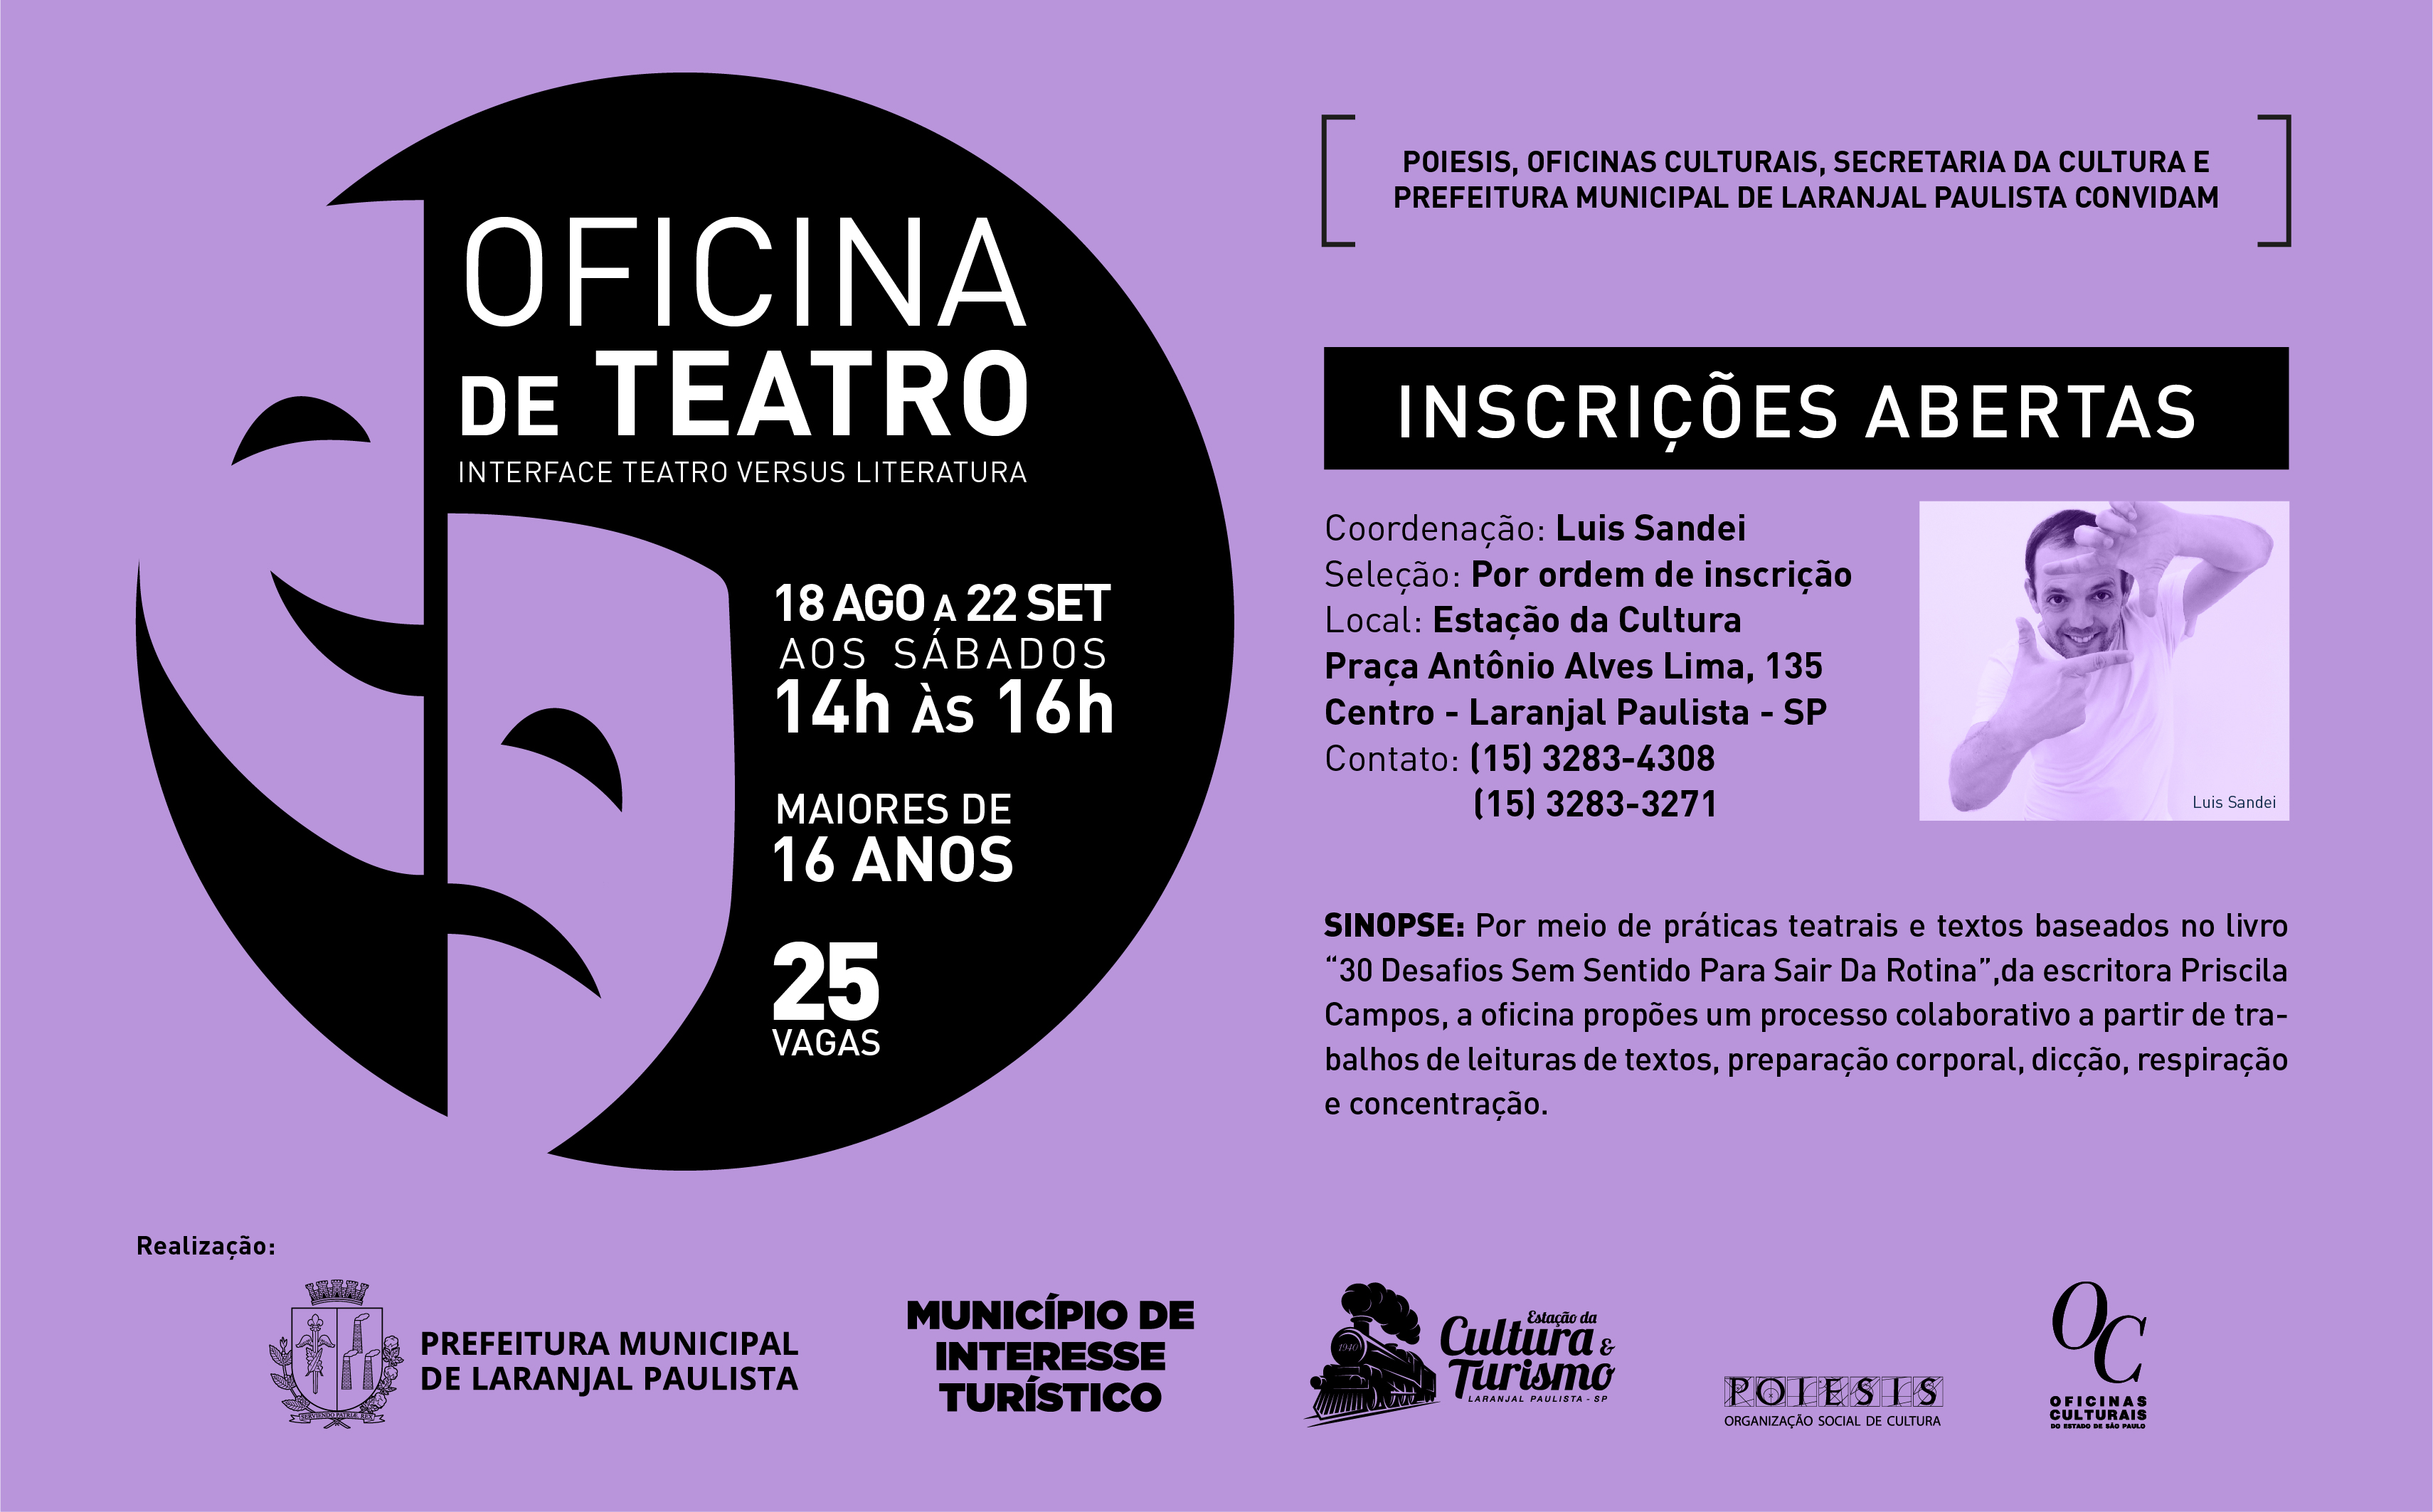 OFICINA
DE TEATRO
INTERFACE TEATRO VERSUS LITERATURA
18 AGO A 22 SET
AOS SÁBADOS
14h ÀS 16h
MAIORES DE
16 ANOS
25
VAGAS
POIESIS, OFICINAS CULTURAIS, SECRETARIA DA CULTURA E
PREFEITURA MUNICIPAL DE LARANJAL PAULISTA CONVIDAM
INSCRIÇÕES ABERTAS
Coordenação: Luis Sandei
Seleção: Por ordem de inscrição
Local: Estação da Cultura
Praça Antônio Alves Lima, 135
Centro - Laranjal Paulista - SP
Contato: (15) 3283-4308
(15) 3283-3271
Luis Sandei
SINOPSE: Por meio de práticas teatrais e textos baseados no livro
“30 Desafios Sem Sentido Para Sair Da Rotina”,da escritora Priscila
Campos, a oficina propões um processo colaborativo a partir de tra-
balhos de leituras de textos, preparação corporal, dicção, respiração
e concentração.
Realização:
PREFEITURA MUNICIPAL
DE LARANJAL PAULISTA
MUNICÍPIO DE
INTERESSE
TURÍSTICO
1940
Estação da
Cultura &
Turismo
LARANJAL PAULISTA - SP
POIESIS
ORGANIZAÇÃO SOCIAL DE CULTURA
OC
OFICINAS
CULTURAIS
DO ESTADO DE SÃO PAULO